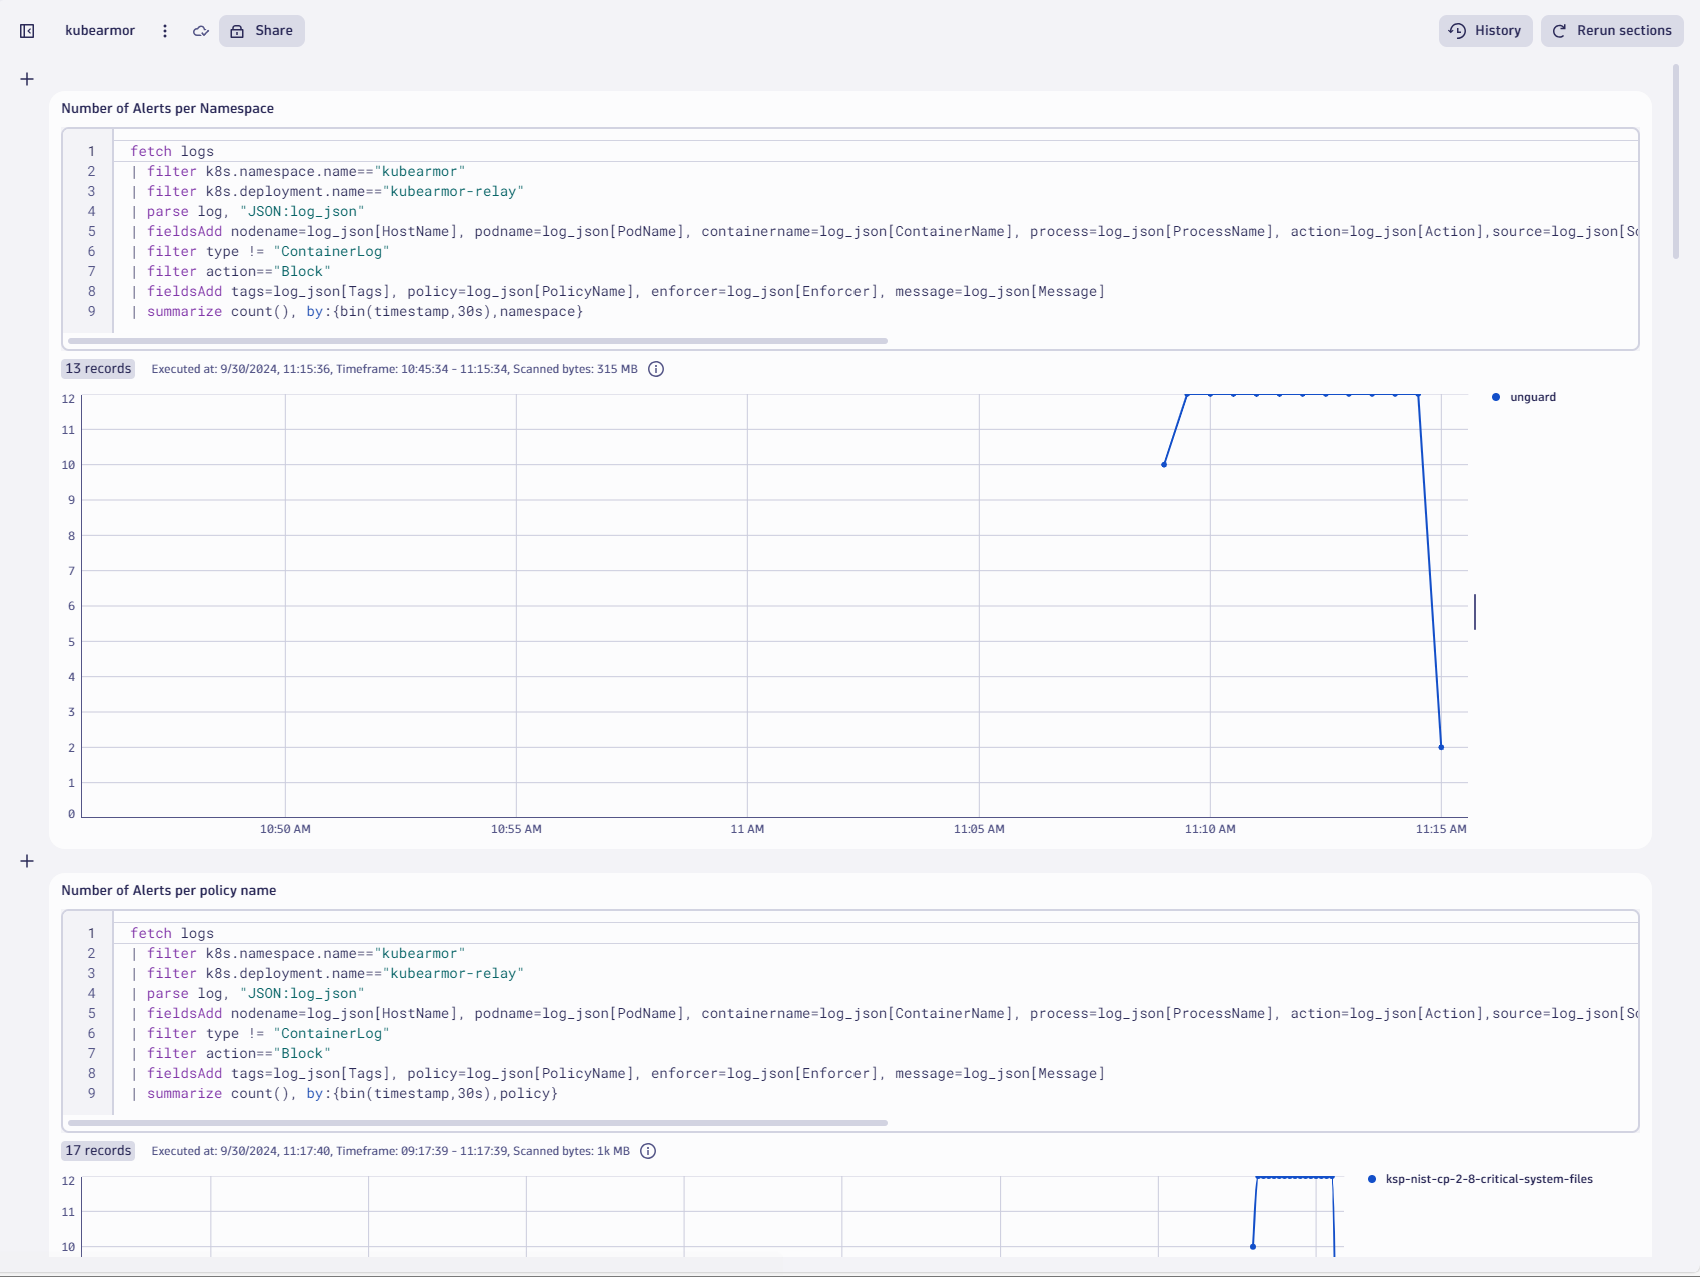 kubearmor
Share
History
Rerun sections
Number of Alerts per Namespace
1 fetch logs
2 | filter k8s.namespace.name=="kubearmor"
3 | filter k8s.deployment.name=="kubearmor-relay"
4 | parse log, "JSON:log_json"
5 | fieldsAdd nodename=log_json[HostName], podname=log_json[PodName], containername=log_json[ContainerName], process=log_json[ProcessName], action=log_json[Action],source=log_json[So
6 | filter type != "ContainerLog"
7 | filter action=="Block"
8 | fieldsAdd tags=log_json[Tags], policy=log_json[PolicyName], enforcer=log_json[Enforcer], message=log_json[Message]
9 | summarize count(), by:{bin(timestamp,30s),namespace}
13 records Executed at: 9/30/2024, 11:15:36, Timeframe: 10:45:34 - 11:15:34, Scanned bytes: 315 MB
12
11
10
9
8
7
6
5
4
3
2
1
0
unguard
10:50 AM 10:55 AM 11 AM 11:05 AM 11:10 AM 11:15 AM
Number of Alerts per policy name
1 fetch logs
2 | filter k8s.namespace.name=="kubearmor"
3 | filter k8s.deployment.name=="kubearmor-relay"
4 | parse log, "JSON:log_json"
5 | fieldsAdd nodename=log_json[HostName], podname=log_json[PodName], containername=log_json[ContainerName], process=log_json[ProcessName], action=log_json[Action],source=log_json[So
6 | filter type != "ContainerLog"
7 | filter action=="Block"
8 | fieldsAdd tags=log_json[Tags], policy=log_json[PolicyName], enforcer=log_json[Enforcer], message=log_json[Message]
9 | summarize count(), by:{bin(timestamp,30s),policy}
17 records Executed at: 9/30/2024, 11:17:40, Timeframe: 09:17:39 - 11:17:39, Scanned bytes: 1k MB
12
11
10
ksp-nist-cp-2-8-critical-system-files